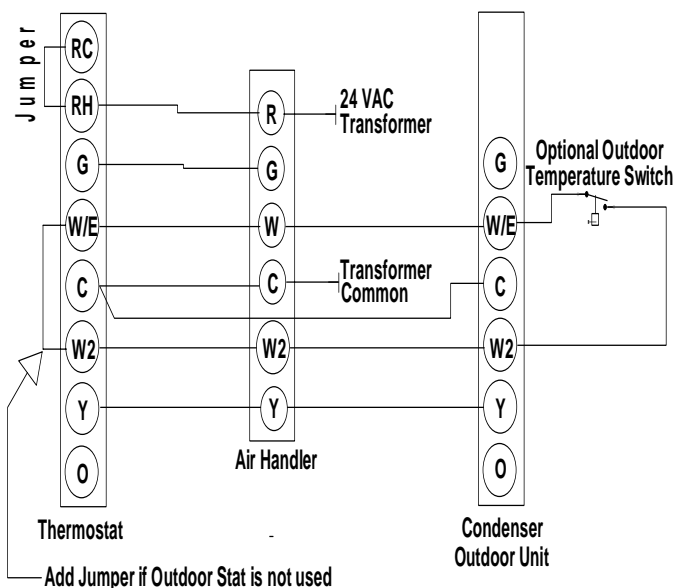 Jumper
RC
RH
G
W/E
C
W2
Y
O
Thermostat
R
G
W
C
W2
Y
Air Handler
24 VAC
Transformer
Transformer
Common
G
W/E
C
W2
Y
O
Condenser
Outdoor Unit
Optional Outdoor
Temperature Switch
Add Jumper if Outdoor Stat is not used